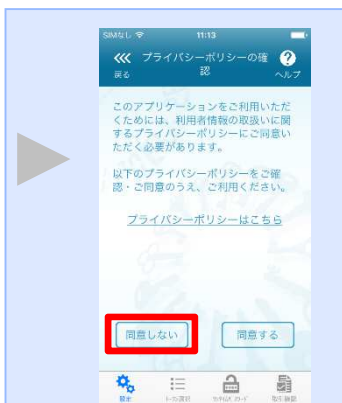 SIMなし 11:13
プライバシーポリシーの確
認
戻る
ヘルプ
このアプリケーションをご利用いただ
くためには、利用者情報の取扱いに関
するプライバシーポリシーにご同意い
ただく必要があります。
以下のプライバシーポリシーをご確
認・ご同意のうえ、ご利用ください。
プライバシーポリシーはこちら
同意しない
同意する
設定